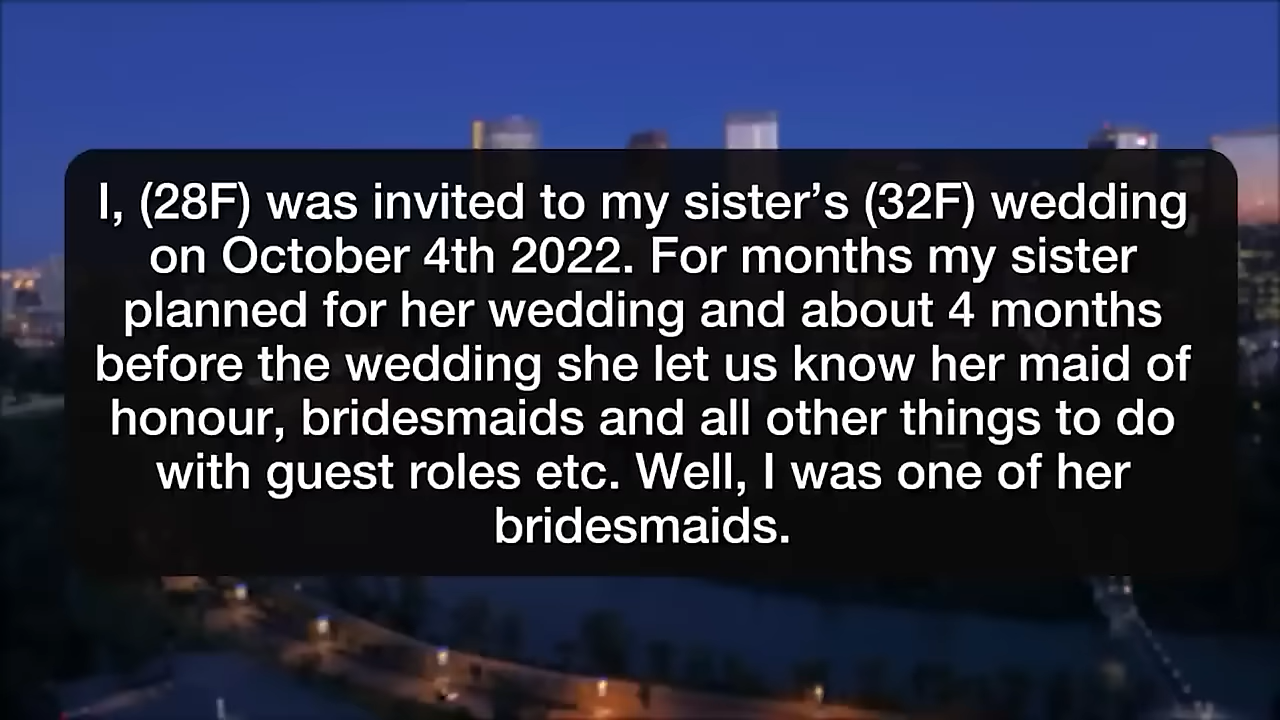 I, (28F) was invited to my sister’s (32F) wedding
on October 4th 2022. For months my sister
planned for her wedding and about 4 months
before the wedding she let us know her maid of
honour, bridesmaids and all other things to do
with guest roles etc. Well, I was one of her
bridesmaids.